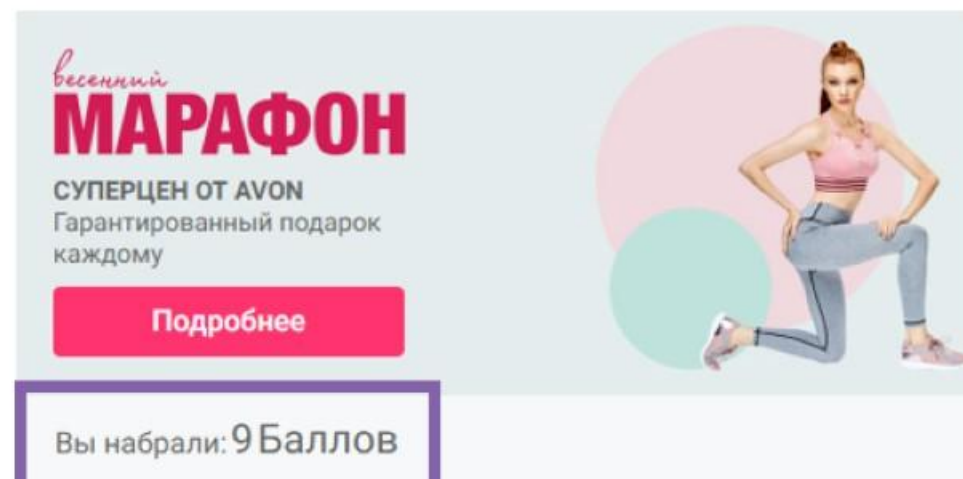 весенний
МАРАФОН
СУПЕРЦЕН ОТ AVON
Гарантированный подарок
каждому
Подробнее
Вы набрали: 9 Баллов